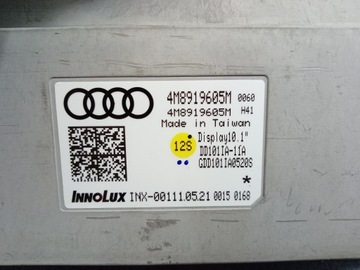 4M8919605M 0060
4M8919605M H41
Made in Taiwan
12S
Display10.1"
DD101IA-11A
GDD101IA0520S
*
INNOLUX INX-00111.05.21 0015 0168